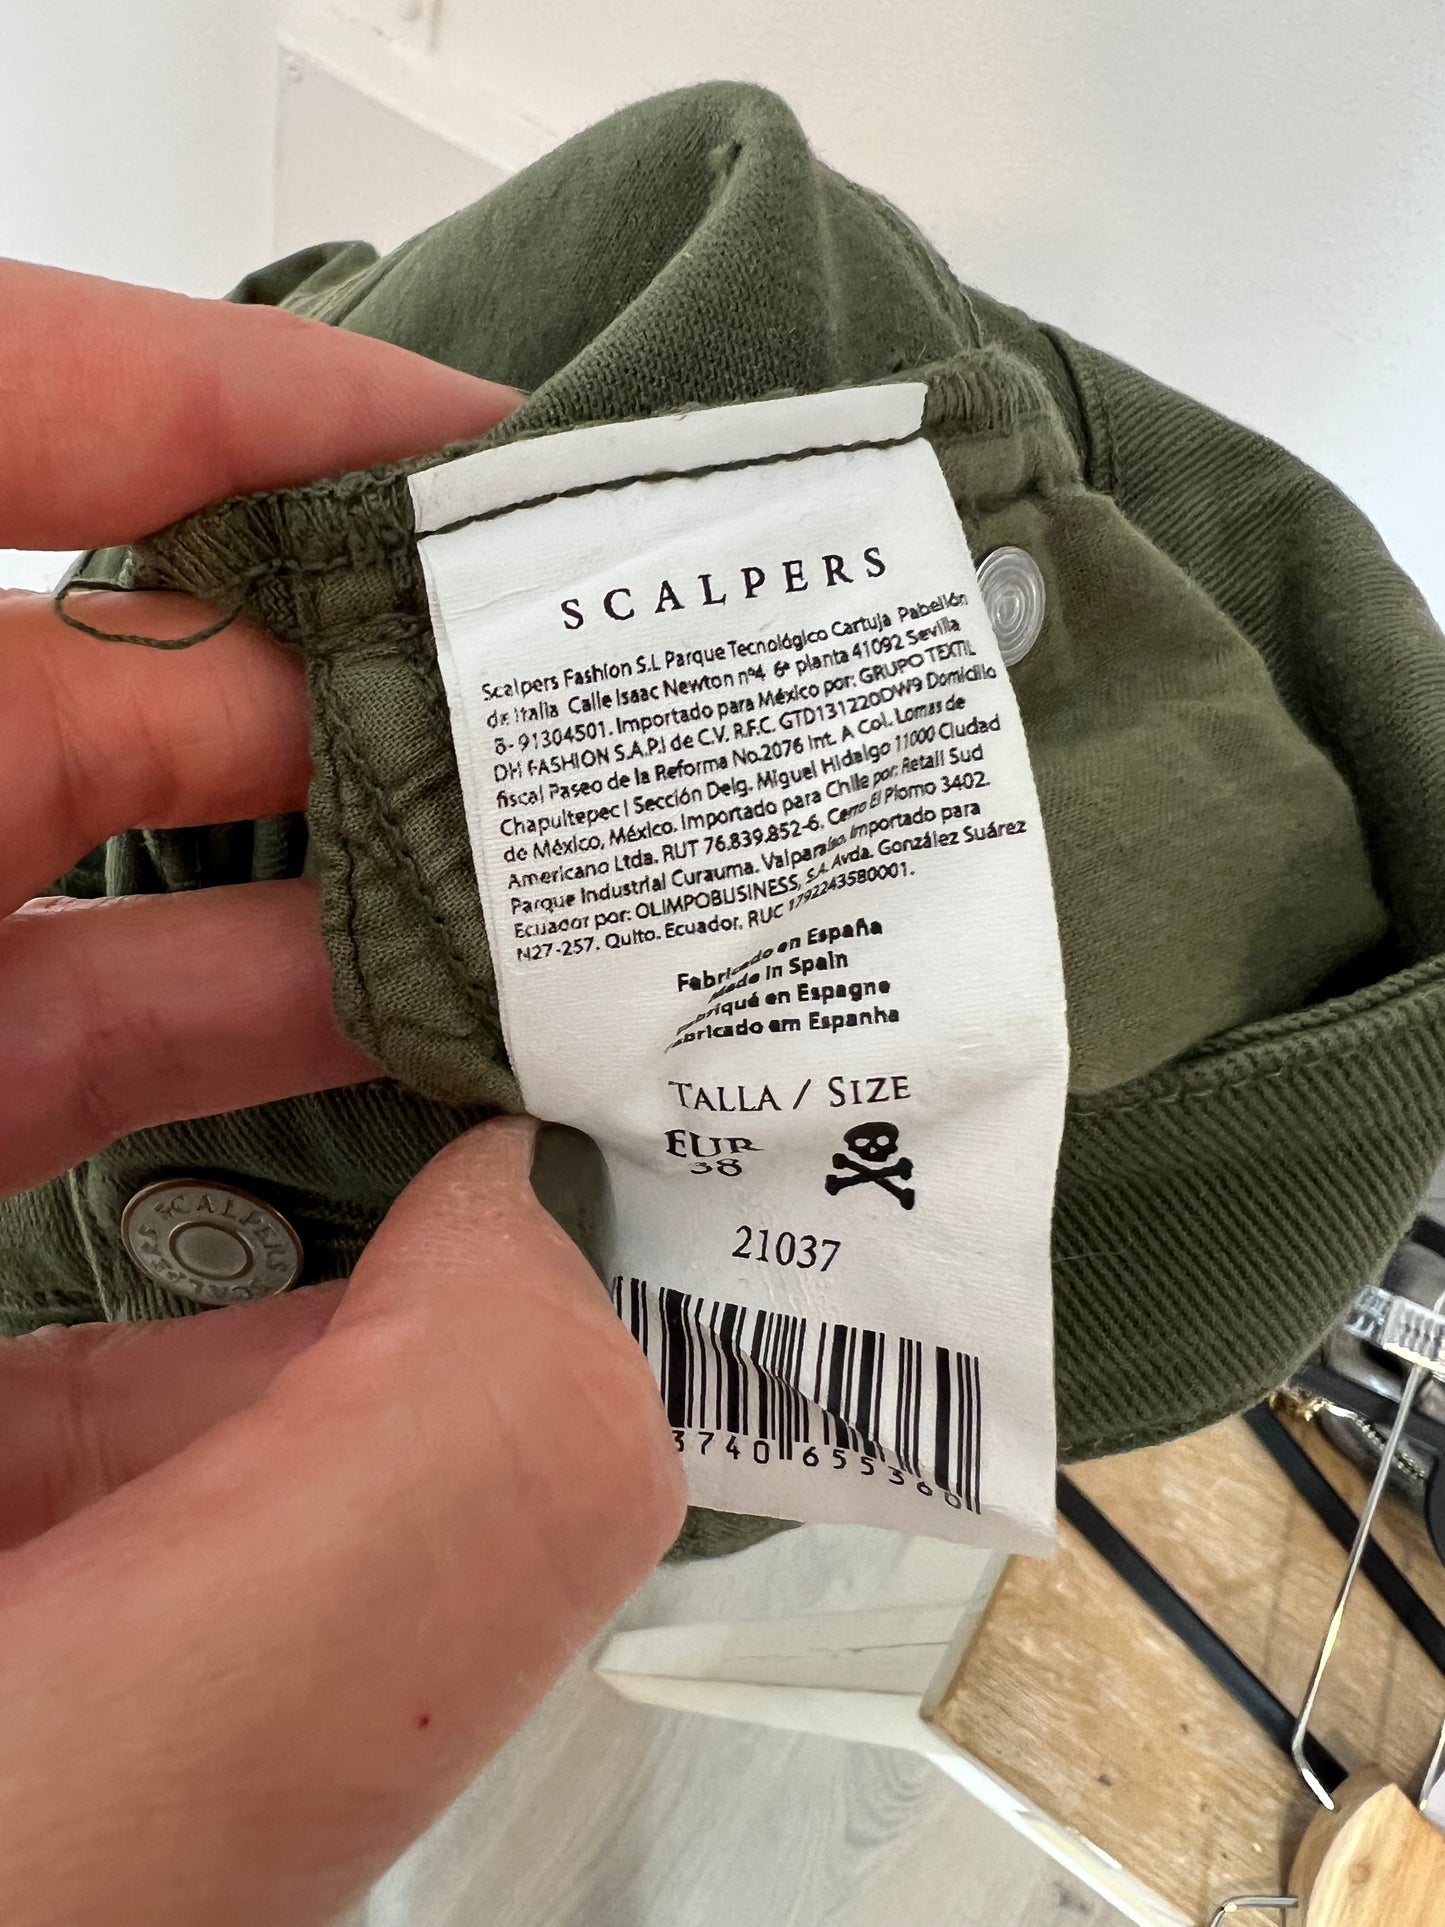 SCALPERS
Scalpers Fashion S.L Parque Tecnológico Cartuja Pabellón
de Italia Calle Isaac Newton nº4 6ª planta 41092 Sevilla
B-91304501. Importado para México por: GRUPO TEXTIL
DH FASHION S.A.P.I de C.V. R.F.C. GTD131220DW9 Domicilio
fiscal Paseo de la Reforma No.2076 Int. A Col. Lomas de
Chapultepec I Sección Delg. Miguel Hidalgo 11000 Ciudad
de México, México. Importado para Chile por: Retail Sud
Americano Ltda. RUT 76.839.852-6. Cerro El Plomo 3402.
Parque Industrial Curauma. Valparaíso. Importado para
Ecuador por: OLIMPOBUSINESS, S.A. Avda. González Suárez
N27-257. Quito. Ecuador. RUC 1792243580001.
Fabricado en España
Made in Spain
briqué en Espagne
bricado em Espanha
TALLA / SIZE
EUR
38
21037
3740 655360
SCALPERS SCALPERS